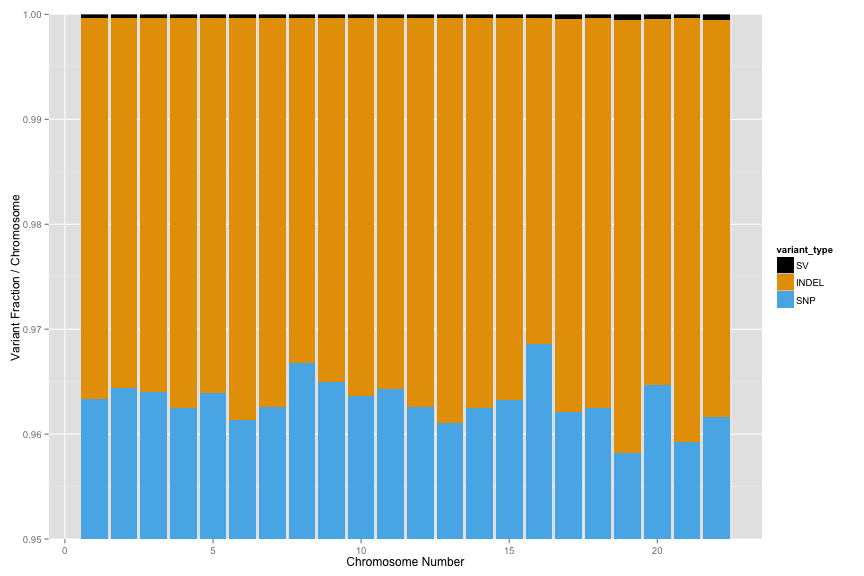 1.00
0.99
0.98
0.97
0.96
0.95
Variant Fraction / Chromosome
0 5 10 15 20
Chromosome Number
variant_type
SV
INDEL
SNP